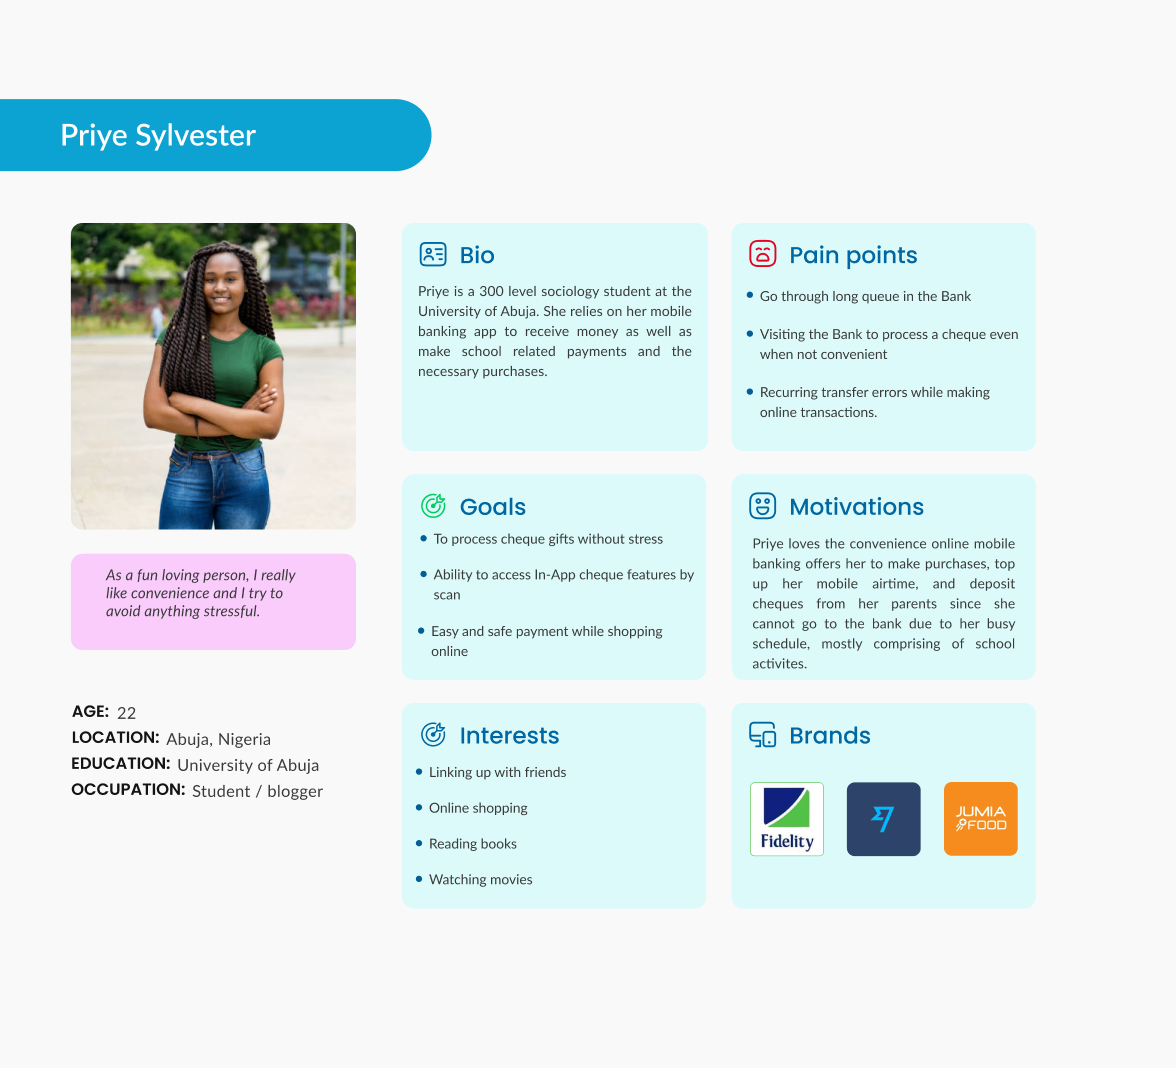 Priye Sylvester
As a fun loving person, I really
like convenience and I try to
avoid anything stressful.
AGE: 22
LOCATION: Abuja, Nigeria
EDUCATION: University of Abuja
OCCUPATION: Student / blogger
Bio
Priye is a 300 level sociology student at the
University of Abuja. She relies on her mobile
banking app to receive money as well as
make school related payments and the
necessary purchases.
Pain points
Go through long queue in the Bank
Visiting the Bank to process a cheque even
when not convenient
Recurring transfer errors while making
online transactions.
Goals
To process cheque gifts without stress
Ability to access In-App cheque features by
scan
Easy and safe payment while shopping
online
Motivations
Priye loves the convenience online mobile
banking offers her to make purchases, top
up her mobile airtime, and deposit
cheques from her parents since she
cannot go to the bank due to her busy
schedule, mostly comprising of school
activites.
Interests
Linking up with friends
Online shopping
Reading books
Watching movies
Brands
Fidelity
JUMIA
FOOD